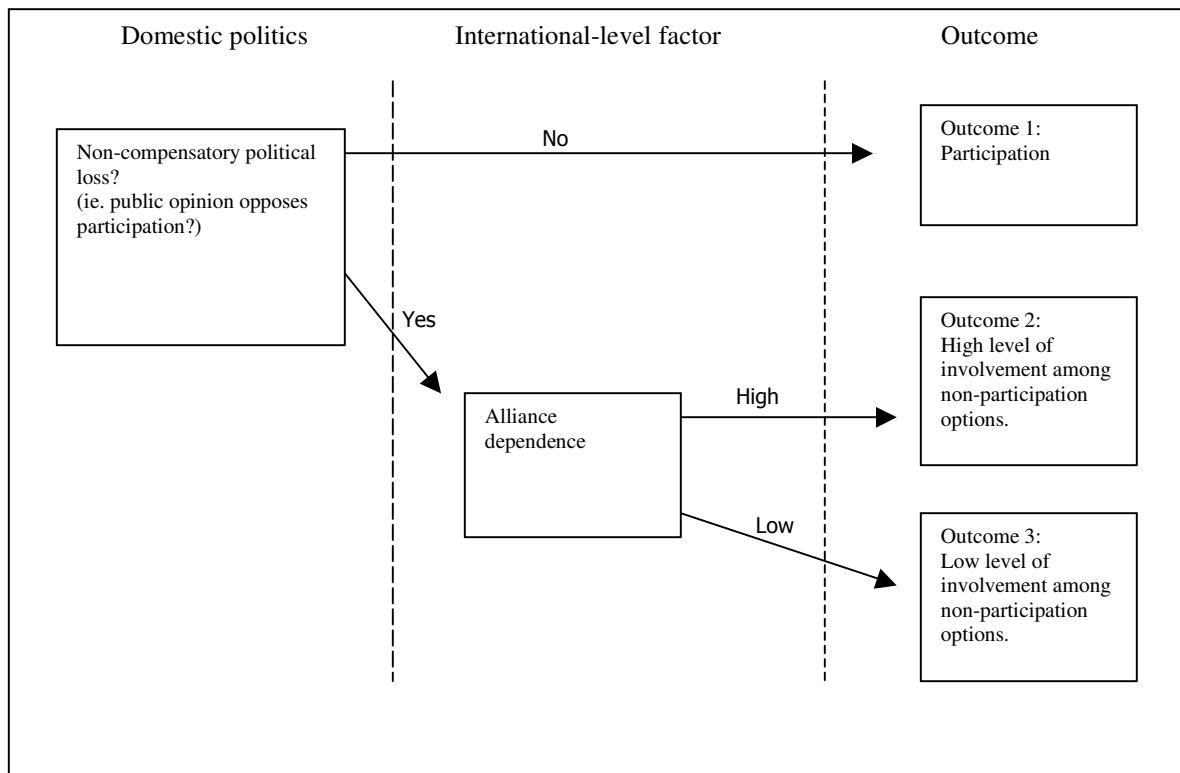 Domestic politics
International-level factor
Outcome
Non-compensatory political
loss?
(ie. public opinion opposes
participation?)
No
Outcome 1:
Participation
Yes
Alliance
dependence
High
Outcome 2:
High level of
involvement among
non-participation
options.
Low
Outcome 3:
Low level of
involvement among
non-participation
options.